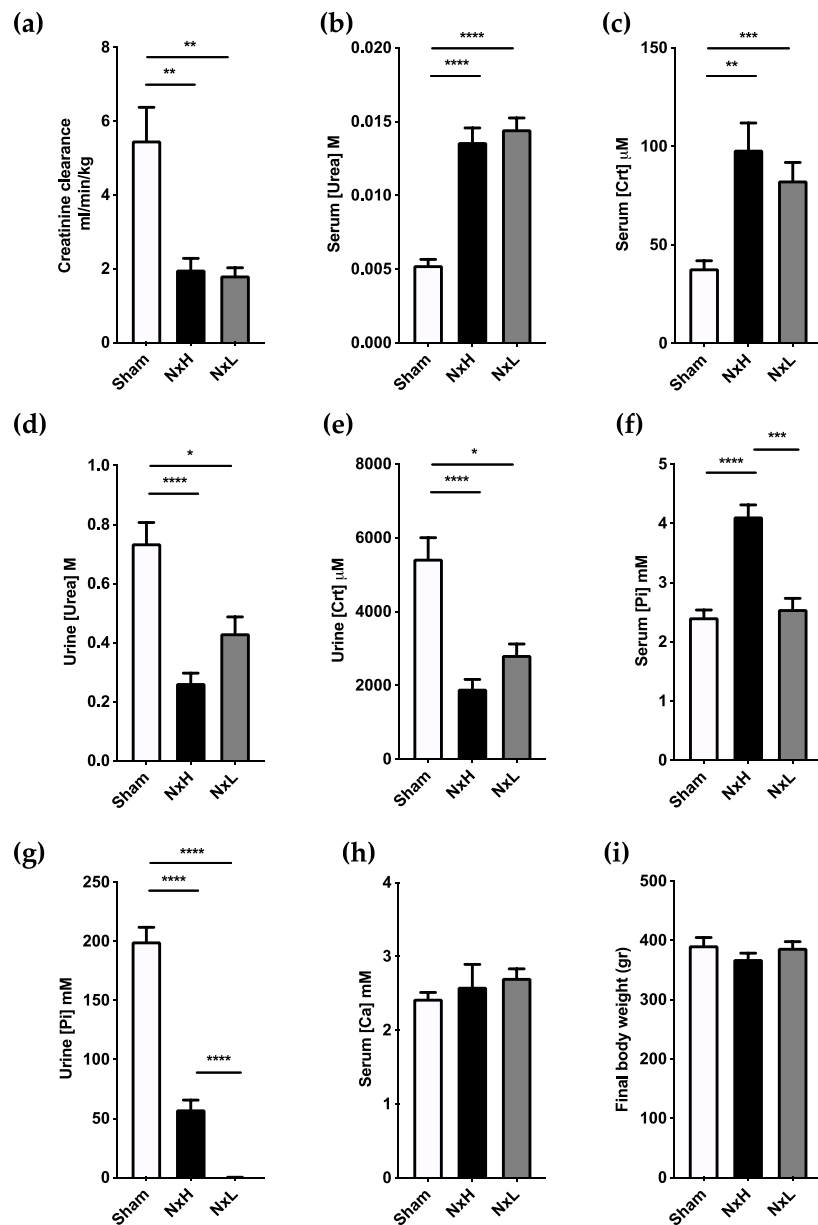 (a)
**
**
Creatinine clearance
ml/min/kg
8
6
4
2
0
Sham
NxH
NxL
(b)
****
****
Serum [Urea] M
0.020
0.015
0.010
0.005
0.000
Sham
NxH
NxL
(c)
***
**
Serum [Crt] μM
150
100
50
0
Sham
NxH
NxL
(d)
*
****
Urine [Urea] M
1.0
0.8
0.6
0.4
0.2
0.0
Sham
NxH
NxL
(e)
*
****
Urine [Crt] μM
8000
6000
4000
2000
0
Sham
NxH
NxL
(f)
***
****
Serum [Pi] mM
5
4
3
2
1
0
Sham
NxH
NxL
(g)
****
****
****
Urine [Pi] mM
250
200
150
100
50
0
Sham
NxH
NxL
(h)
Serum [Ca] mM
4
3
2
1
0
Sham
NxH
NxL
(i)
Final body weight (gr)
500
400
300
200
100
0
Sham
NxH
NxL